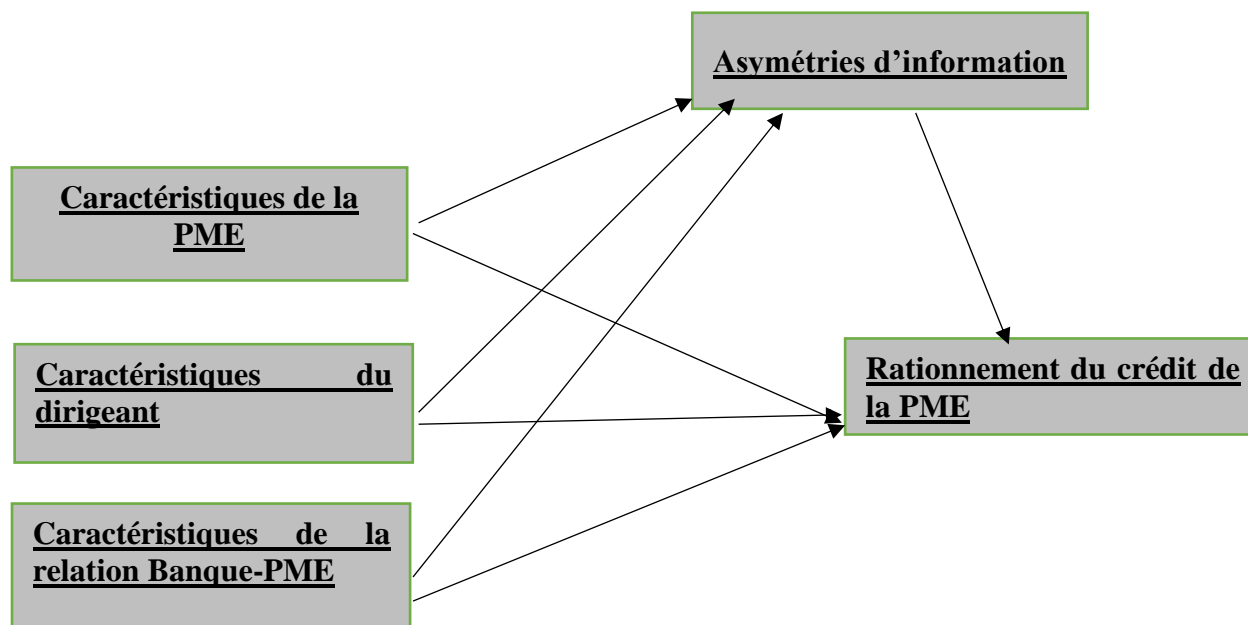 Asymétries d’information
Caractéristiques de la
PME
Caractéristiques du
dirigeant
Rationnement du crédit de
la PME
Caractéristiques de la
relation Banque-PME